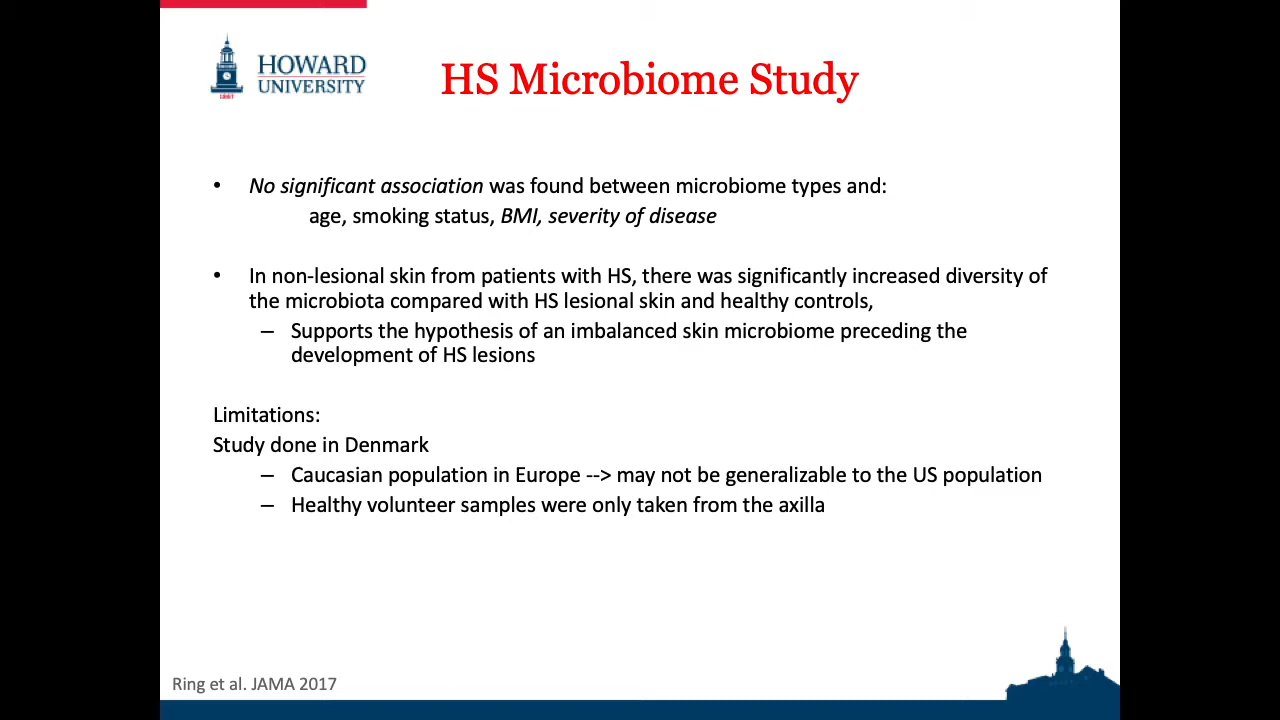 HOWARD
UNIVERSITY
HS Microbiome Study
• No significant association was found between microbiome types and:
age, smoking status, BMI, severity of disease
• In non-lesional skin from patients with HS, there was significantly increased diversity of
the microbiota compared with HS lesional skin and healthy controls,
– Supports the hypothesis of an imbalanced skin microbiome preceding the
development of HS lesions
Limitations:
Study done in Denmark
– Caucasian population in Europe --> may not be generalizable to the US population
– Healthy volunteer samples were only taken from the axilla
Ring et al. JAMA 2017